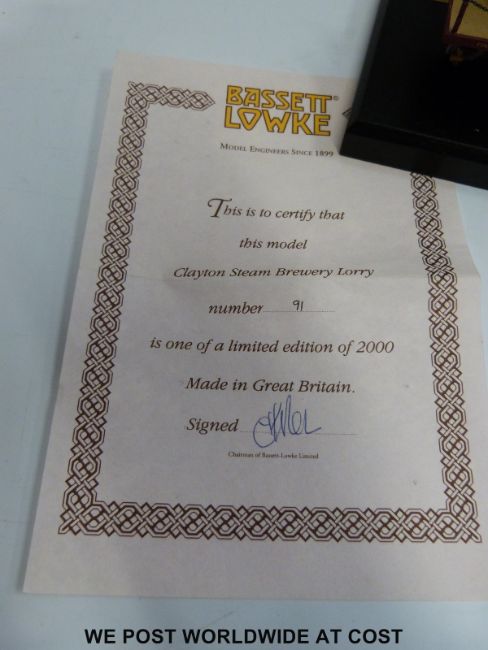 BASSETT®
LOWKE
MODEL ENGINEERS SINCE 1899
This is to certify that
this model
Clayton Steam Brewery Lorry
number 91
is one of a limited edition of 2000
Made in Great Britain.
Signed
Chairman of Bassett-Lowke Limited
WE POST WORLDWIDE AT COST